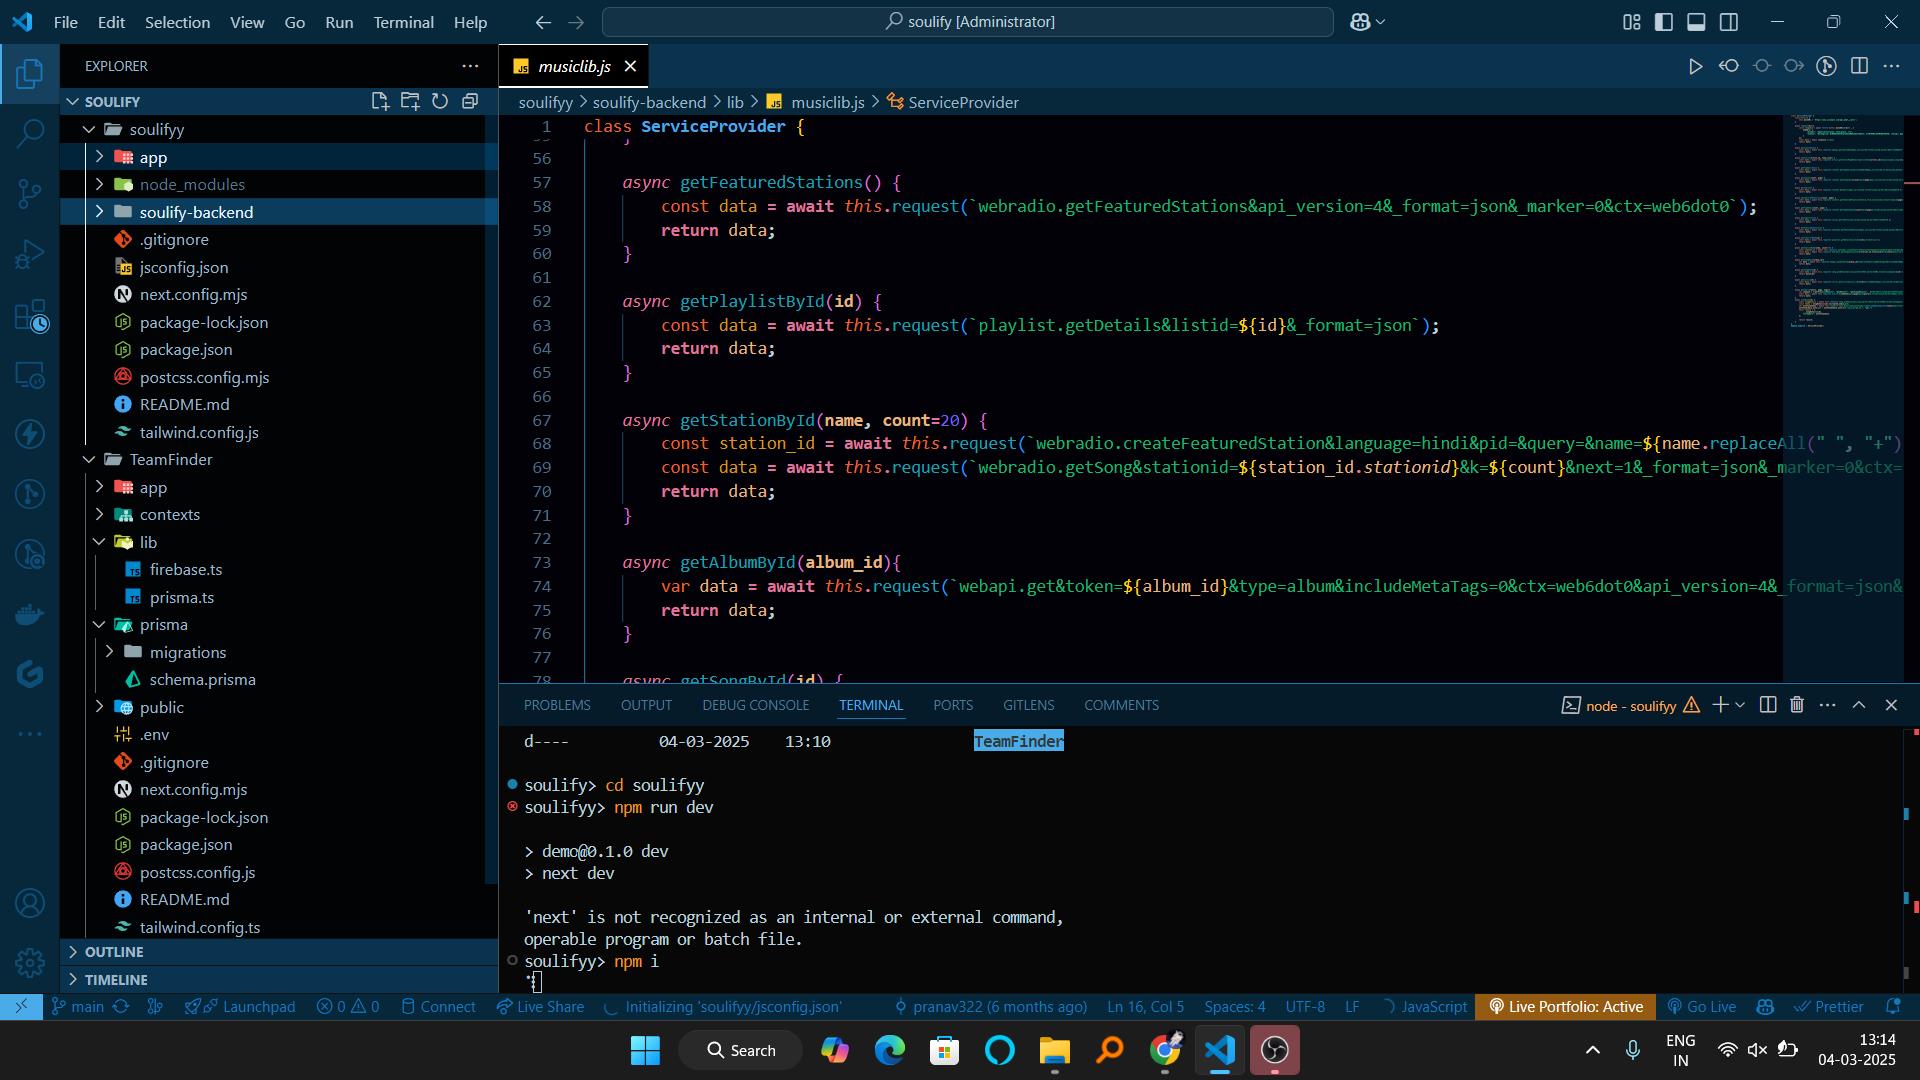 File Edit Selection View Go Run Terminal Help
soulify [Administrator]
EXPLORER
SOULIFY
soulifyy
app
node_modules
soulify-backend
.gitignore
jsconfig.json
next.config.mjs
package-lock.json
package.json
postcss.config.mjs
README.md
tailwind.config.js
TeamFinder
app
contexts
lib
firebase.ts
prisma.ts
prisma
migrations
schema.prisma
public
.env
.gitignore
next.config.mjs
package-lock.json
package.json
postcss.config.js
README.md
tailwind.config.ts
OUTLINE
TIMELINE
musiclib.js
soulifyy > soulify-backend > lib > musiclib.js > ServiceProvider
1 class ServiceProvider {
56
57 async getFeaturedStations() {
58 const data = await this.request(`webradio.getFeaturedStations&api_version=4&_format=json&_marker=0&ctx=web6dot0`);
59 return data;
60 }
61
62 async getPlaylistById(id) {
63 const data = await this.request(`playlist.getDetails&listid=${id}&_format=json`);
64 return data;
65 }
66
67 async getStationById(name, count=20) {
68 const station_id = await this.request(`webradio.createFeaturedStation&language=hindi&pid=&query=&name=${name.replaceAll(" ", "+")
69 const data = await this.request(`webradio.getSong&stationid=${station_id.stationid}&k=${count}&next=1&_format=json&_marker=0&ctx=
70 return data;
71 }
72
73 async getAlbumById(album_id){
74 var data = await this.request(`webapi.get&token=${album_id}&type=album&includeMetaTags=0&ctx=web6dot0&api_version=4&_format=json&
75 return data;
76 }
77
78 async getSongById(id) {
PROBLEMS OUTPUT DEBUG CONSOLE TERMINAL PORTS GITLENS COMMENTS
node - soulifyy
d---- 04-03-2025 13:10 TeamFinder
soulify> cd soulifyy
soulifyy> npm run dev
> demo@0.1.0 dev
> next dev
'next' is not recognized as an internal or external command,
operable program or batch file.
soulifyy> npm i
main Launchpad 0 0 Connect Live Share Initializing 'soulifyy/jsconfig.json' pranav322 (6 months ago) Ln 16, Col 5 Spaces: 4 UTF-8 LF JavaScript Live Portfolio: Active Go Live Prettier
Search
ENG
IN
13:14
04-03-2025